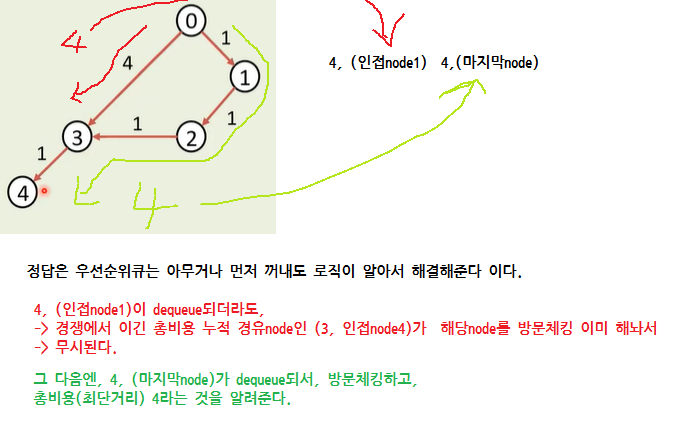 0
4
1
4, (인접node1) 4,(마지막node)
4
1
1
1
3
2
1
4
4
정답은 우선순위큐는 아무거나 먼저 꺼내도 로직이 알아서 해결해준다 이다.
4, (인접node1)이 dequeue되더라도,
-> 경쟁에서 이긴 총비용 누적 경유node인 (3, 인접node4)가 해당node를 방문체킹 이미 해놔서
-> 무시된다.
그 다음엔, 4, (마지막node)가 dequeue되서, 방문체킹하고,
총비용(최단거리) 4라는 것을 알려준다.